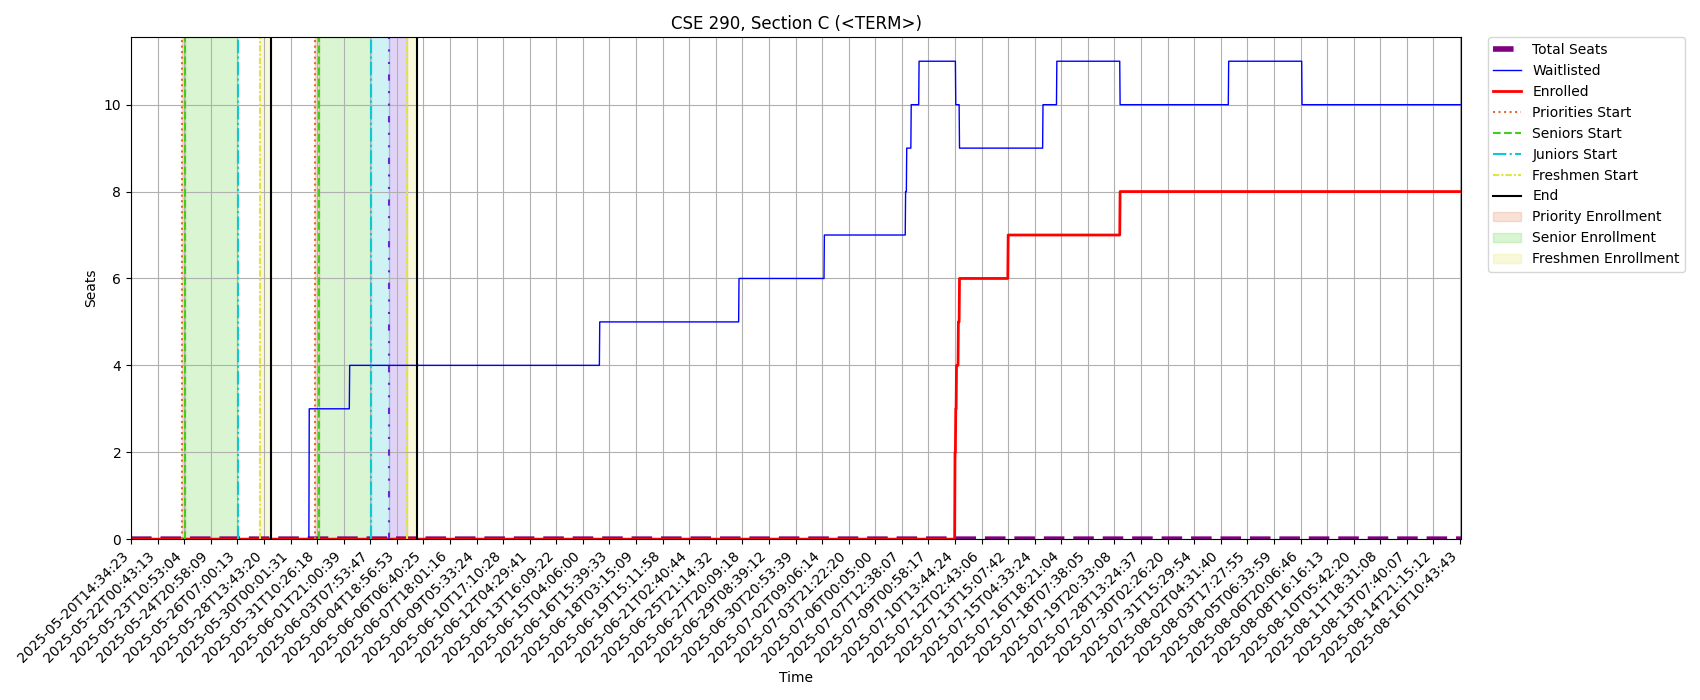 CSE 290, Section C (<TERM>)
Total Seats
Waitlisted
Enrolled
Priorities Start
Seniors Start
Juniors Start
Freshmen Start
End
Priority Enrollment
Senior Enrollment
Freshmen Enrollment
Seats
10
8
6
4
2
0
2025-05-20T14:34:23
2025-05-22T00:43:13
2025-05-23T10:53:04
2025-05-24T20:58:09
2025-05-26T07:00:13
2025-05-28T13:43:20
2025-05-30T00:01:31
2025-05-31T10:26:18
2025-06-01T21:00:39
2025-06-03T07:53:47
2025-06-04T18:56:53
2025-06-06T06:40:25
2025-06-07T18:01:16
2025-06-09T05:33:24
2025-06-10T17:10:28
2025-06-12T04:29:41
2025-06-13T16:09:22
2025-06-15T04:06:00
2025-06-16T15:39:33
2025-06-18T03:15:09
2025-06-19T15:11:58
2025-06-21T02:40:44
2025-06-25T21:14:32
2025-06-27T20:09:18
2025-06-29T08:39:12
2025-06-30T20:53:39
2025-07-02T09:06:14
2025-07-03T21:22:20
2025-07-06T00:05:00
2025-07-07T12:38:07
2025-07-09T00:58:17
2025-07-10T13:44:24
2025-07-12T02:43:06
2025-07-13T15:07:42
2025-07-15T04:33:24
2025-07-16T18:21:04
2025-07-18T07:38:05
2025-07-19T20:33:08
2025-07-28T13:24:37
2025-07-30T02:26:20
2025-07-31T15:29:54
2025-08-02T04:31:40
2025-08-03T17:27:55
2025-08-05T06:33:59
2025-08-06T20:06:46
2025-08-08T16:16:13
2025-08-10T05:42:20
2025-08-11T18:31:08
2025-08-13T07:40:07
2025-08-14T21:15:12
2025-08-16T10:43:43
Time